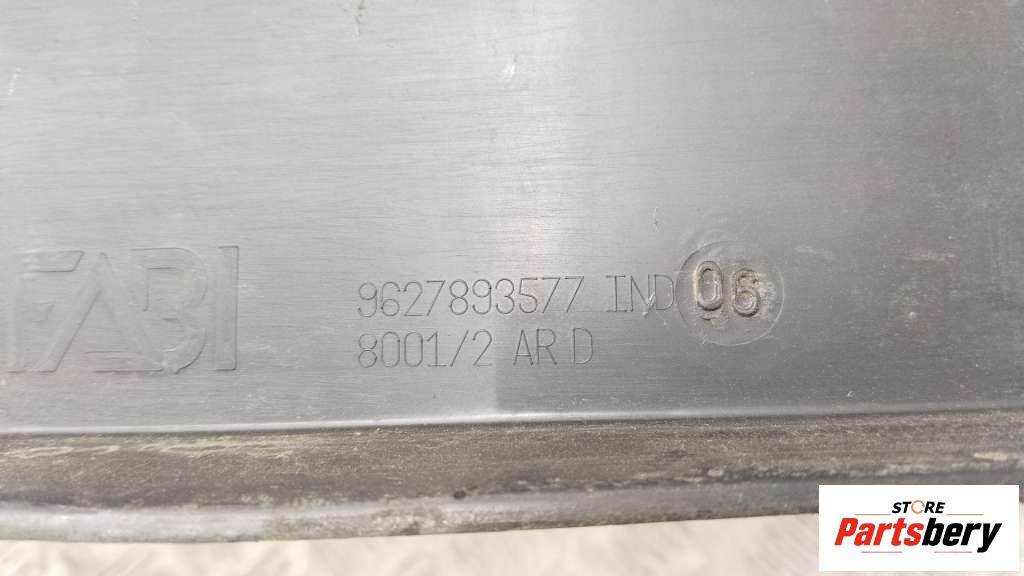 FABI
9627893577 IND 06
8001/2 AR D
STORE
Partsbery